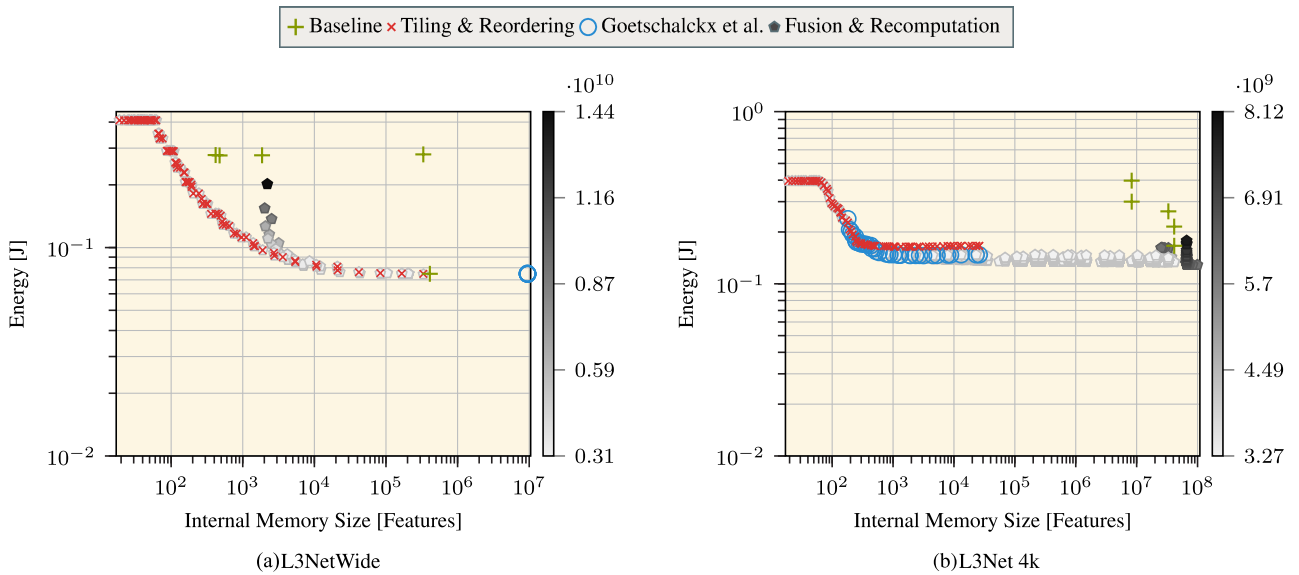 Baseline Tiling & Reordering Goetschalckx et al. Fusion & Recomputation
·10^10
1.44
1.16
0.87
0.59
0.31
10^−1
10^−2
Energy [J]
10^2 10^3 10^4 10^5 10^6 10^7
Internal Memory Size [Features]
(a)L3NetWide
·10^9
8.12
6.91
5.7
4.49
3.27
10^0
10^−1
10^−2
Energy [J]
10^2 10^3 10^4 10^5 10^6 10^7 10^8
Internal Memory Size [Features]
(b)L3Net 4k